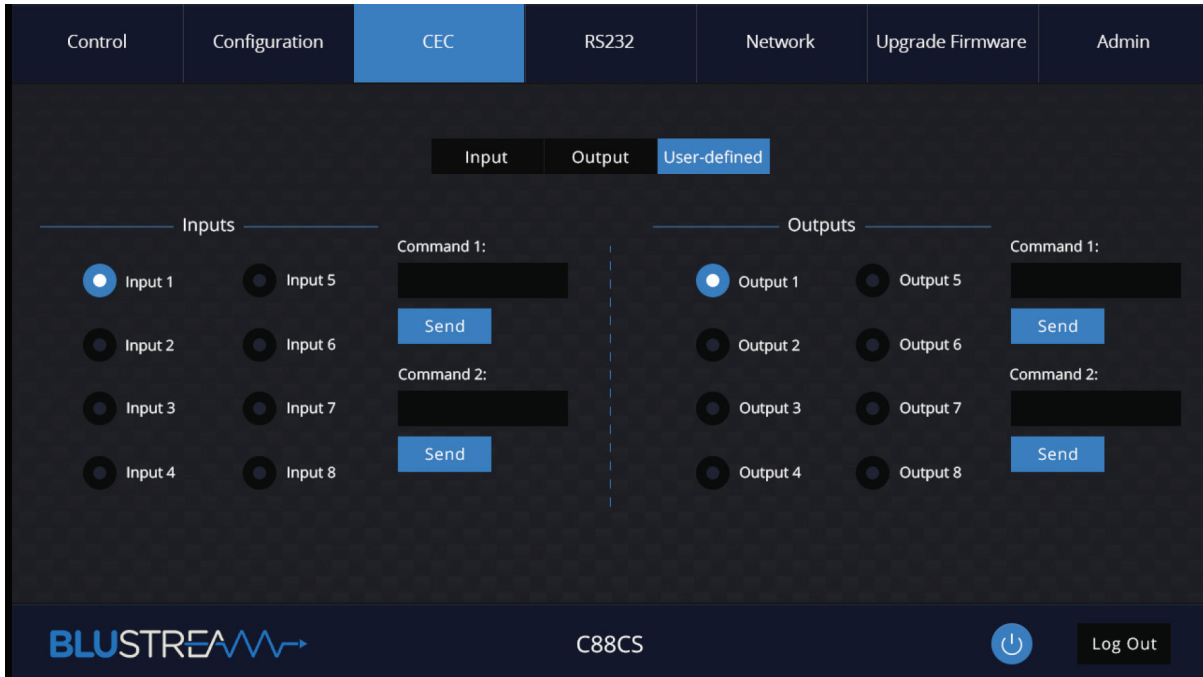 Control
Configuration
CEC
RS232
Network
Upgrade Firmware
Admin
Input
Output
User-defined
Inputs
Input 1
Input 5
Input 2
Input 6
Input 3
Input 7
Input 4
Input 8
Command 1:
Send
Command 2:
Send
Outputs
Output 1
Output 5
Output 2
Output 6
Output 3
Output 7
Output 4
Output 8
Command 1:
Send
Command 2:
Send
BLUSTREAM
C88CS
Log Out